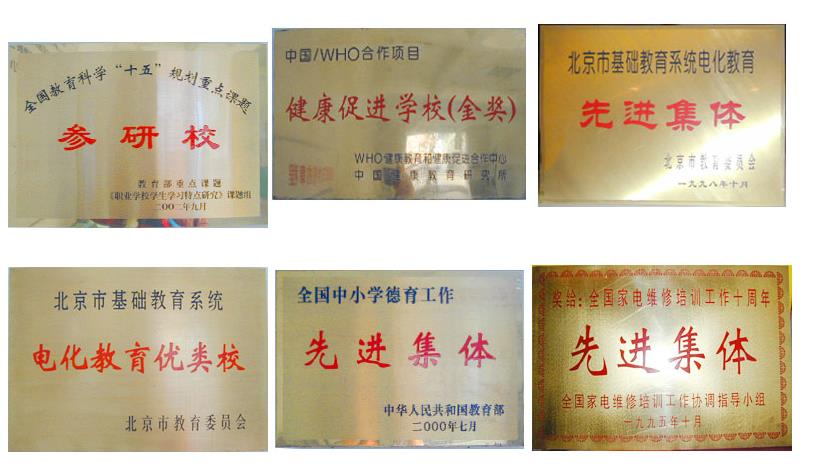 全国教育科学“十五”规划重点课题
参研校
教育部重点课题
《职业学校学生学习特点研究》课题组
二〇〇二年九月
中国/WHO合作项目
健康促进学校(金奖)
WHO健康教育和健康促进合作中心
中国健康教育研究所
北京市基础教育系统电化教育
先进集体
北京市教育委员会
一九九八年十月
北京市基础教育系统
电化教育优类校
北京市教育委员会
全国中小学德育工作
先进集体
中华人民共和国教育部
二〇〇〇年七月
奖给：全国家电维修培训工作十周年
先进集体
全国家电维修培训工作协调指导小组
一九九五年十月